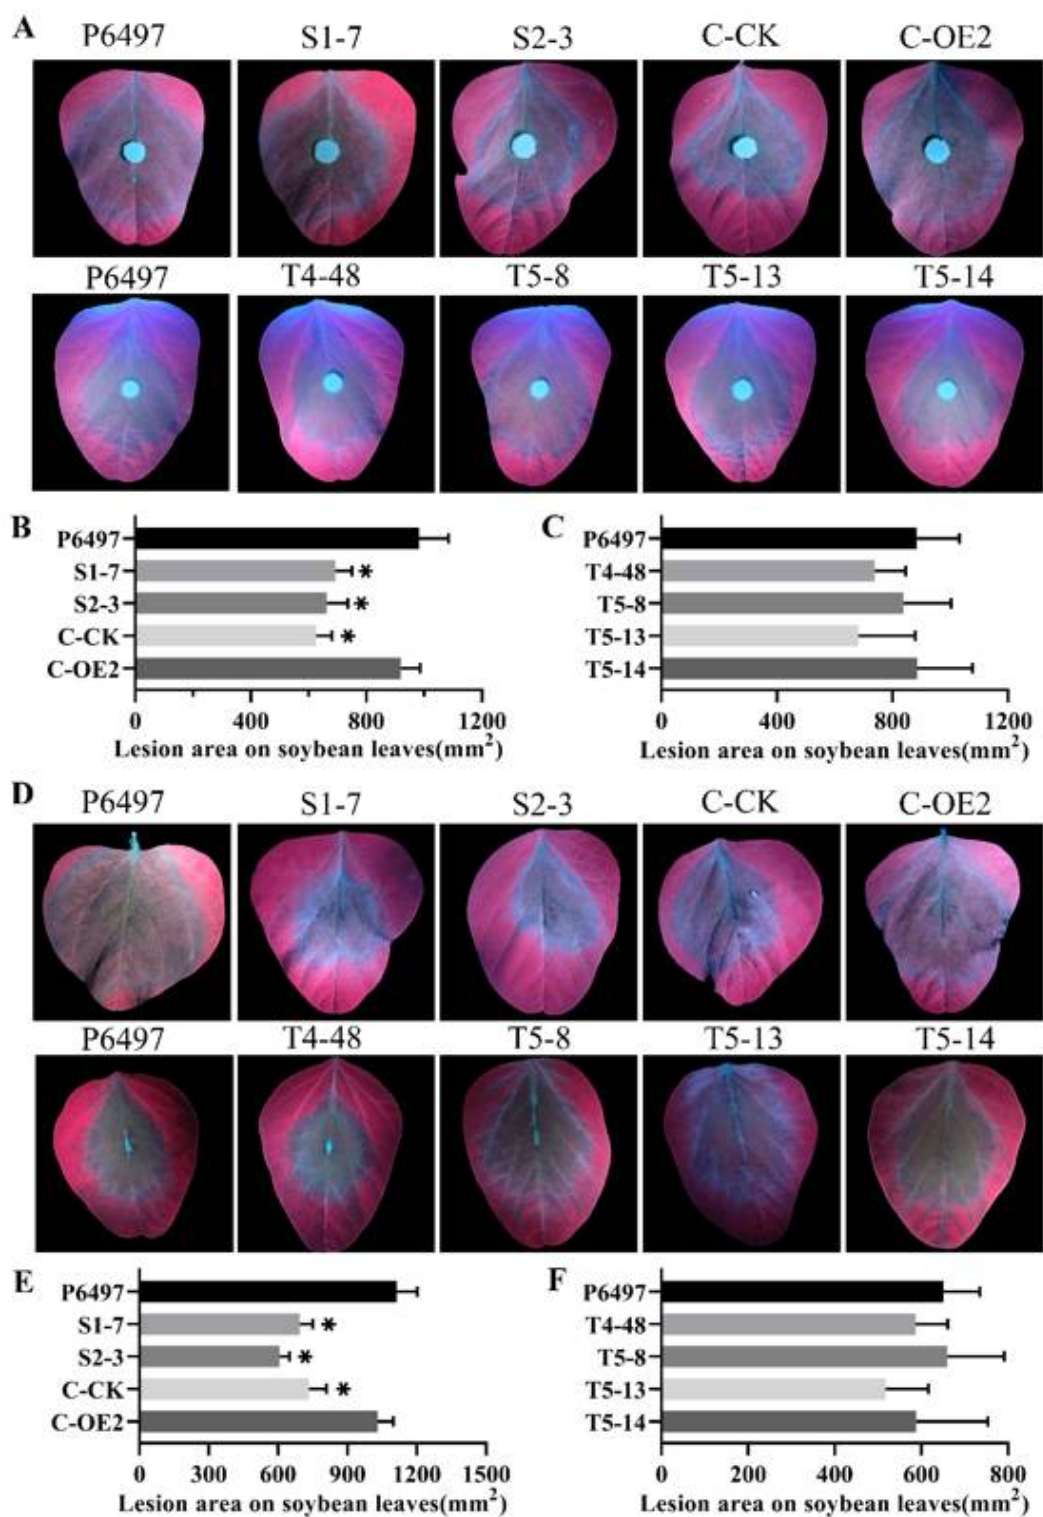 A
P6497 S1-7 S2-3 C-CK C-OE2
P6497 T4-48 T5-8 T5-13 T5-14
B
P6497
S1-7 *
S2-3 *
C-CK *
C-OE2
0 400 800 1200
Lesion area on soybean leaves(mm²)
C
P6497
T4-48
T5-8
T5-13
T5-14
0 400 800 1200
Lesion area on soybean leaves(mm²)
D
P6497 S1-7 S2-3 C-CK C-OE2
P6497 T4-48 T5-8 T5-13 T5-14
E
P6497
S1-7 *
S2-3 *
C-CK *
C-OE2
0 300 600 900 1200 1500
Lesion area on soybean leaves(mm²)
F
P6497
T4-48
T5-8
T5-13
T5-14
0 200 400 600 800
Lesion area on soybean leaves(mm²)